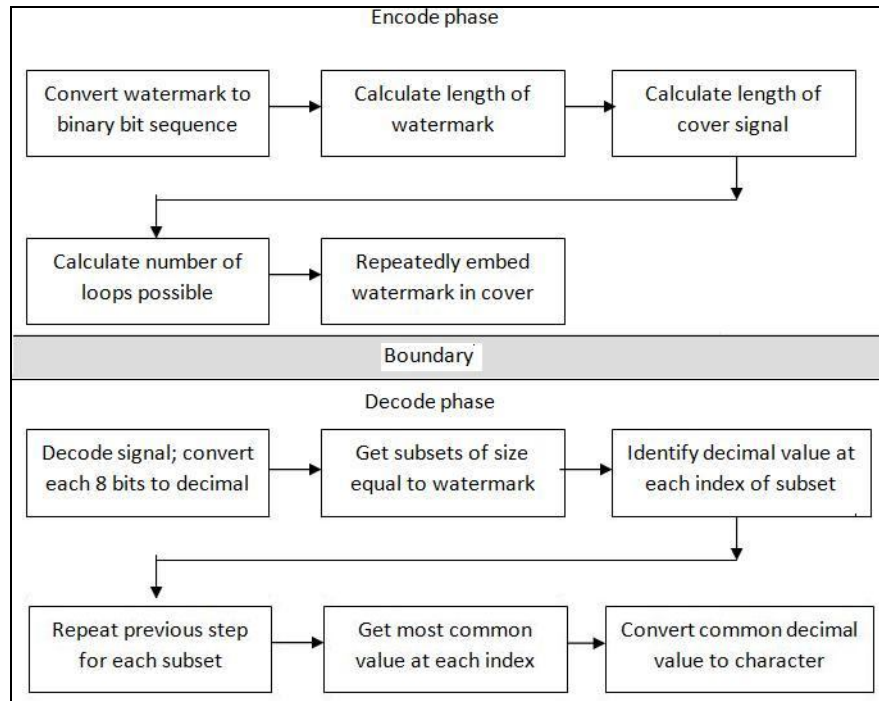 Encode phase
Convert watermark to
binary bit sequence
Calculate length of
watermark
Calculate length of
cover signal
Calculate number of
loops possible
Repeatedly embed
watermark in cover
Boundary
Decode phase
Decode signal; convert
each 8 bits to decimal
Get subsets of size
equal to watermark
Identify decimal value at
each index of subset
Repeat previous step
for each subset
Get most common
value at each index
Convert common decimal
value to character